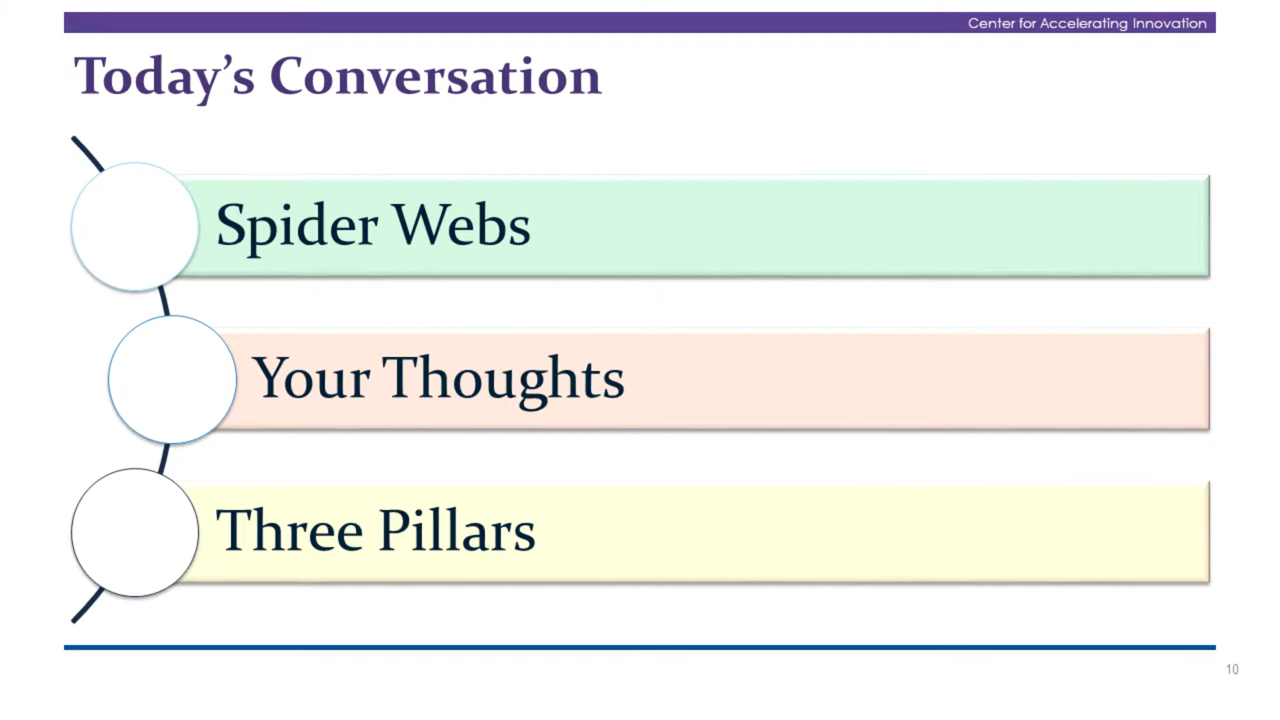 Center for Accelerating Innovation
Today’s Conversation
Spider Webs
Your Thoughts
Three Pillars
10